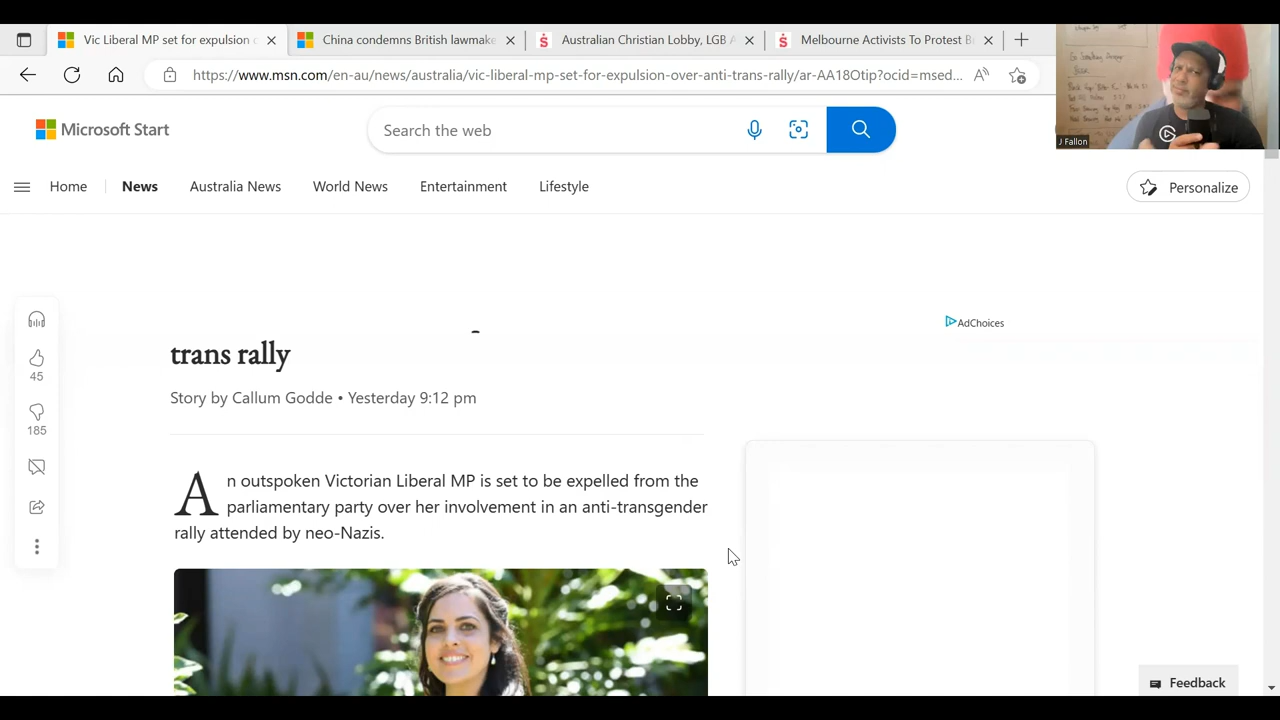 Vic Liberal MP set for expulsion o
China condemns British lawmake
Australian Christian Lobby, LGB A
Melbourne Activists To Protest B
https://www.msn.com/en-au/news/australia/vic-liberal-mp-set-for-expulsion-over-anti-trans-rally/ar-AA18Otip?ocid=msed...
J Fallon
Microsoft Start
Search the web
Home
News
Australia News
World News
Entertainment
Lifestyle
Personalize
AdChoices
trans rally
Story by Callum Godde • Yesterday 9:12 pm
45
185
An outspoken Victorian Liberal MP is set to be expelled from the
parliamentary party over her involvement in an anti-transgender
rally attended by neo-Nazis.
Feedback